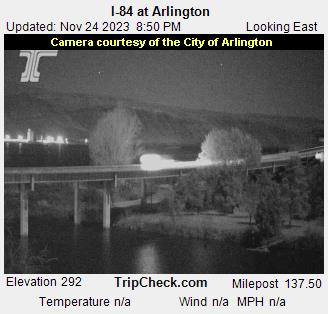 I-84 at Arlington
Updated: Nov 24 2023 8:50 PM Looking East
Camera courtesy of the City of Arlington
Elevation 292 TripCheck.com Milepost 137.50
Temperature n/a Wind n/a MPH n/a